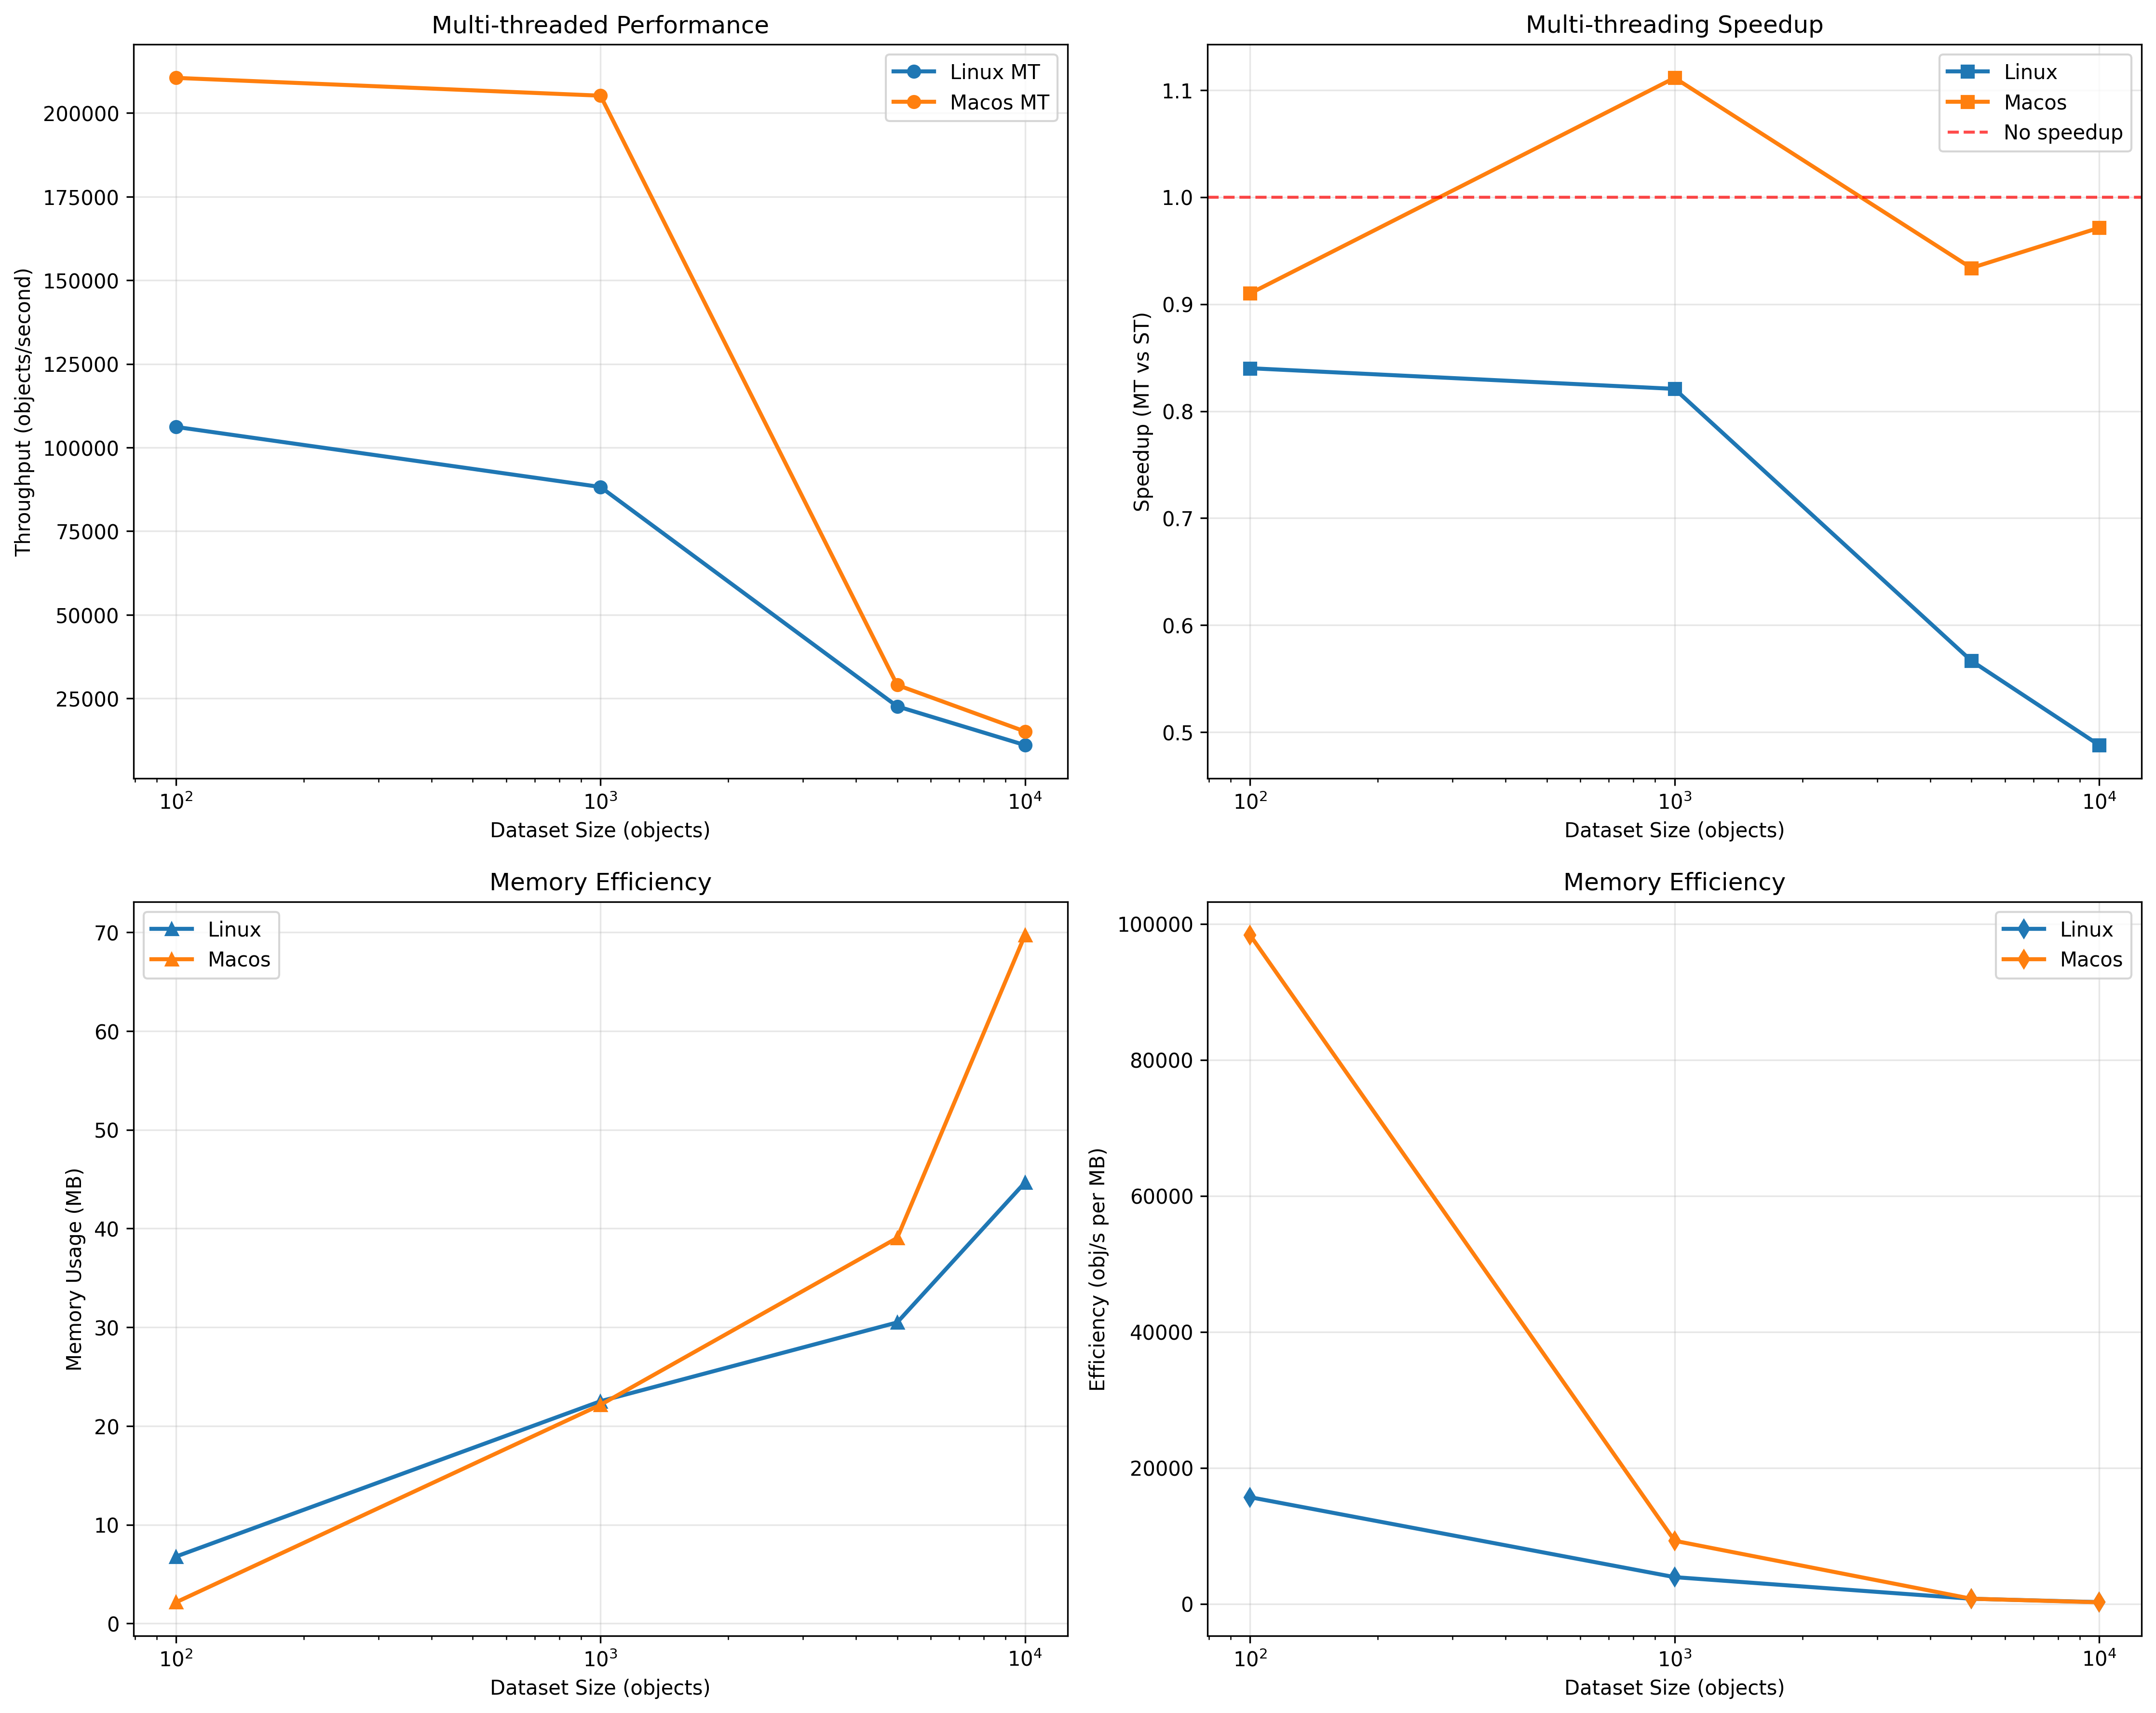 Multi-threaded Performance
Throughput (objects/second)
200000
175000
150000
125000
100000
75000
50000
25000
Linux MT
Macos MT
10²
10³
10⁴
Dataset Size (objects)
Multi-threading Speedup
Speedup (MT vs ST)
1.1
1.0
0.9
0.8
0.7
0.6
0.5
Linux
Macos
No speedup
10²
10³
10⁴
Dataset Size (objects)
Memory Efficiency
Memory Usage (MB)
70
60
50
40
30
20
10
0
Linux
Macos
10²
10³
10⁴
Dataset Size (objects)
Memory Efficiency
Efficiency (obj/s per MB)
100000
80000
60000
40000
20000
0
Linux
Macos
10²
10³
10⁴
Dataset Size (objects)